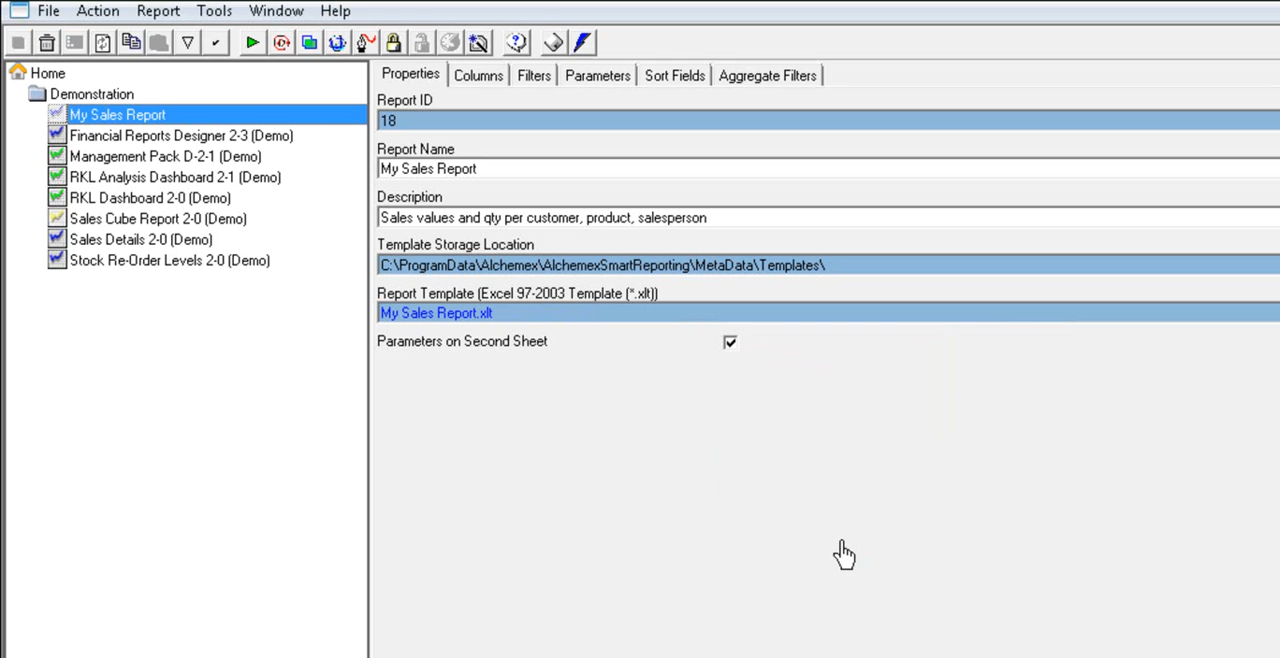 File Action Report Tools Window Help
Home
Demonstration
My Sales Report
Financial Reports Designer 2-3 (Demo)
Management Pack D-2-1 (Demo)
RKL Analysis Dashboard 2-1 (Demo)
RKL Dashboard 2-0 (Demo)
Sales Cube Report 2-0 (Demo)
Sales Details 2-0 (Demo)
Stock Re-Order Levels 2-0 (Demo)
Properties Columns Filters Parameters Sort Fields Aggregate Filters
Report ID
18
Report Name
My Sales Report
Description
Sales values and qty per customer, product, salesperson
Template Storage Location
C:\ProgramData\Alchemex\AlchemexSmartReporting\MetaData\Templates\
Report Template (Excel 97-2003 Template (*.xlt))
My Sales Report.xlt
Parameters on Second Sheet